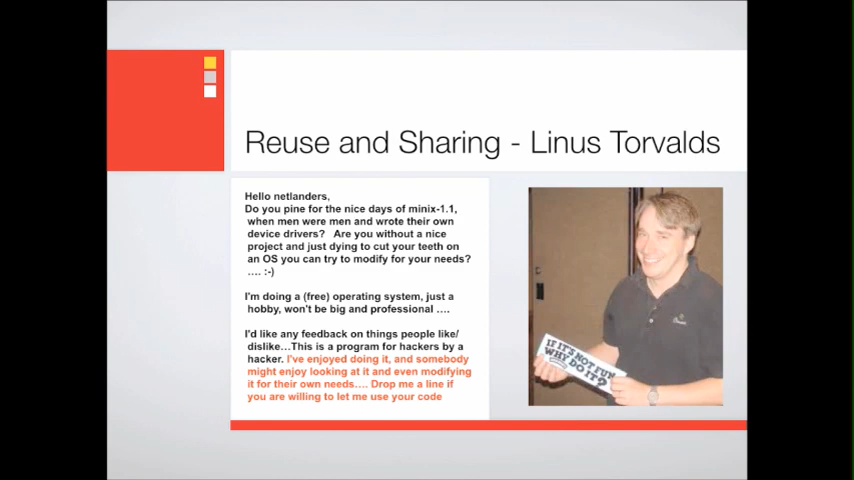 Reuse and Sharing - Linus Torvalds
Hello netlanders,
Do you pine for the nice days of minix-1.1,
when men were men and wrote their own
device drivers? Are you without a nice
project and just dying to cut your teeth on
an OS you can try to modify for your needs?
.... :-)
I'm doing a (free) operating system, just a
hobby, won't be big and professional ....
I'd like any feedback on things people like/
dislike...This is a program for hackers by a
hacker. I've enjoyed doing it, and somebody
might enjoy looking at it and even modifying
it for their own needs.... Drop me a line if
you are willing to let me use your code
IF IT'S NOT FUN
WHY DO IT?